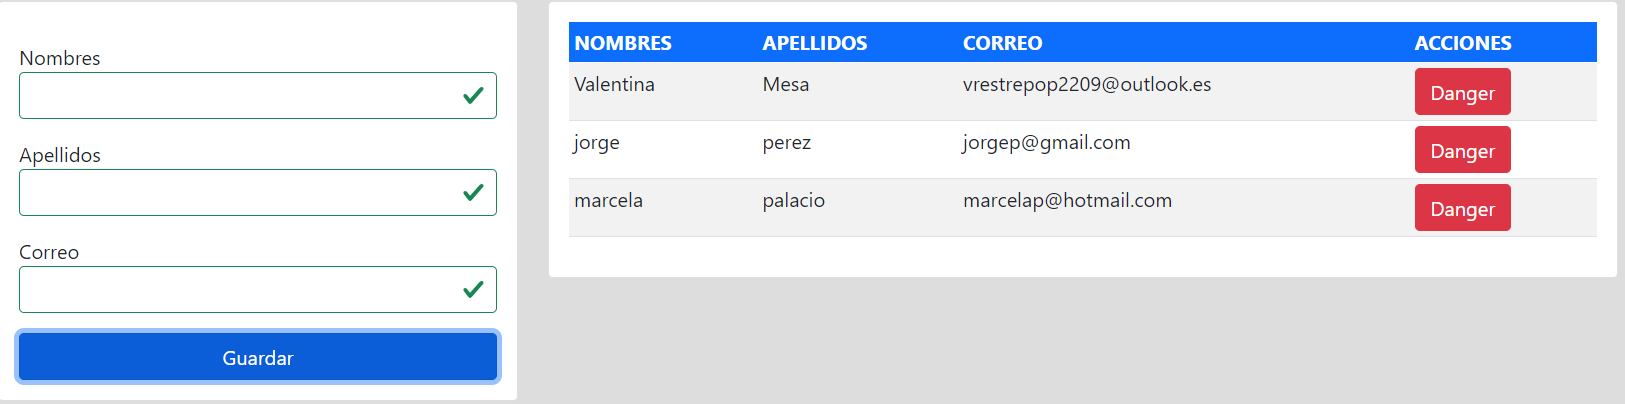 Nombres
Apellidos
Correo
Guardar
NOMBRES APELLIDOS CORREO ACCIONES
Valentina Mesa vrestrepop2209@outlook.es Danger
jorge perez jorgep@gmail.com Danger
marcela palacio marcelap@hotmail.com Danger